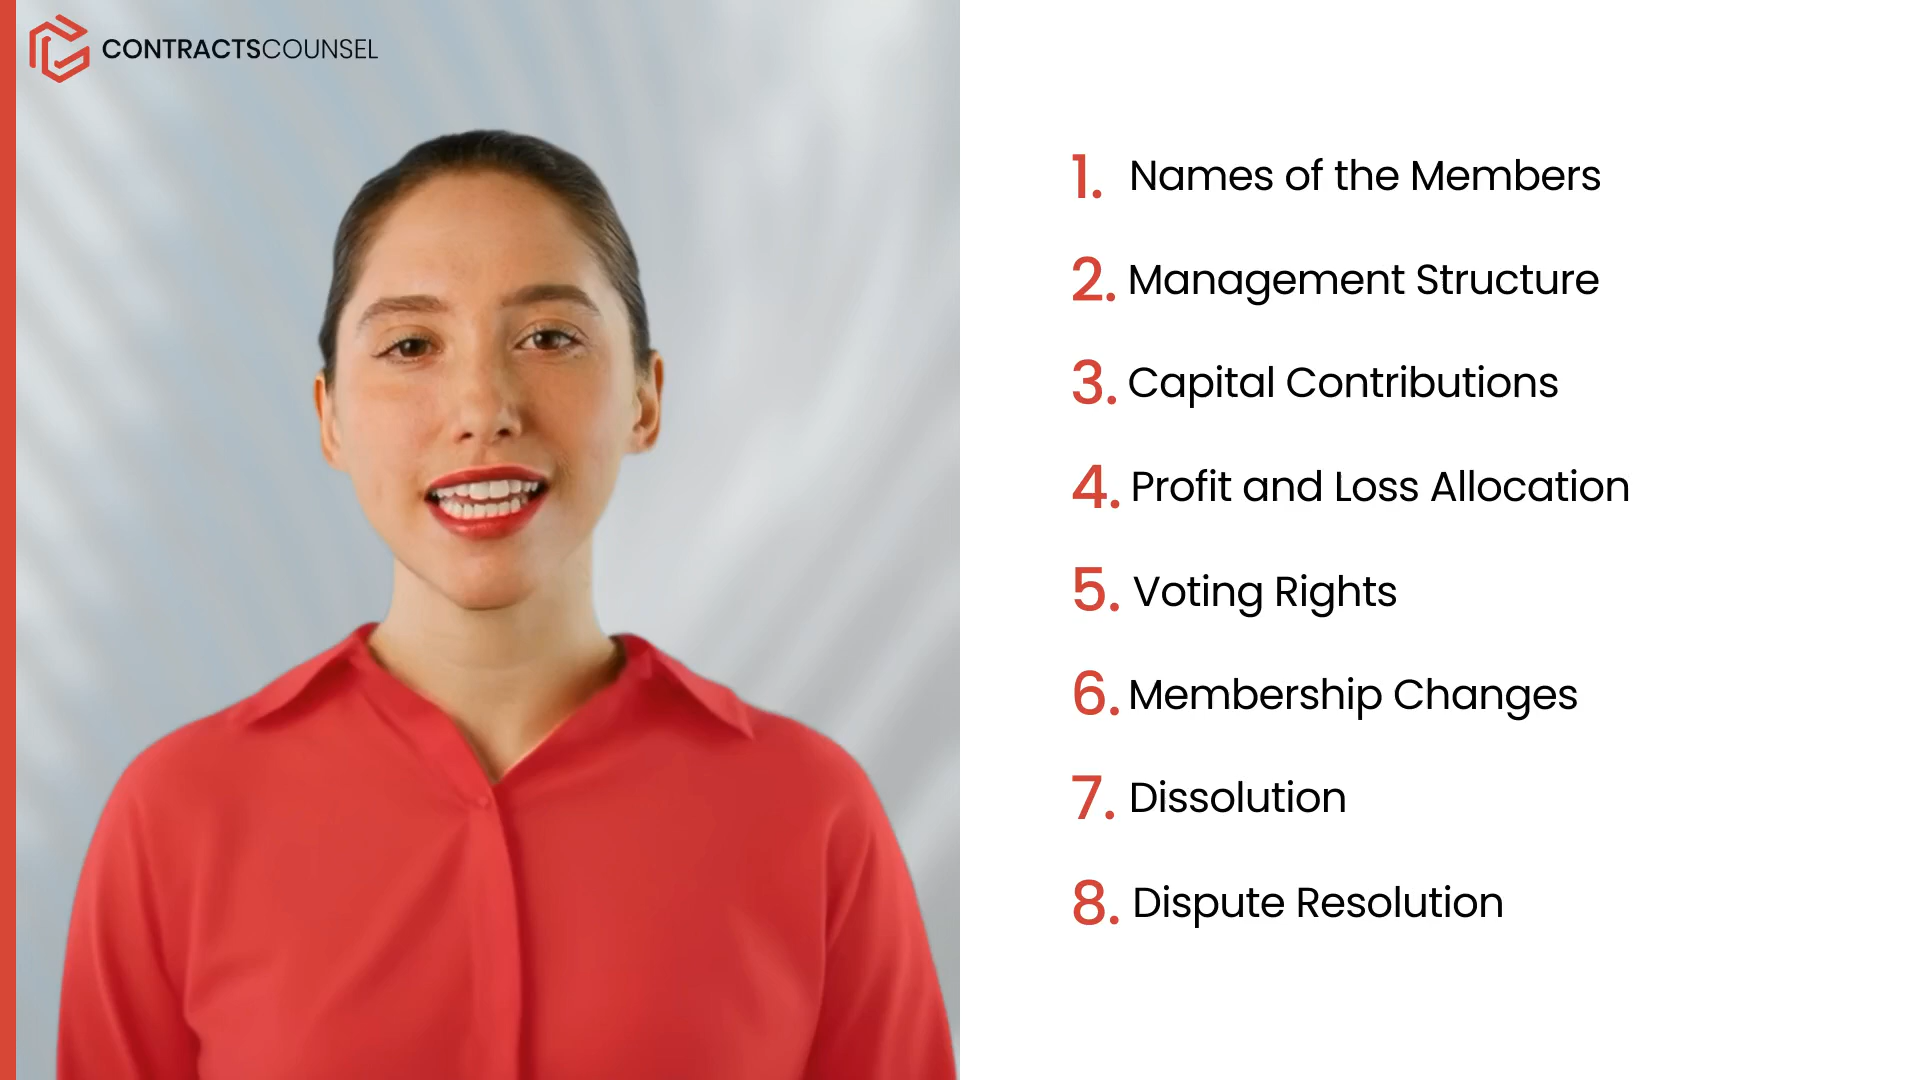 CONTRACTSCOUNSEL
1. Names of the Members
2. Management Structure
3. Capital Contributions
4. Profit and Loss Allocation
5. Voting Rights
6. Membership Changes
7. Dissolution
8. Dispute Resolution